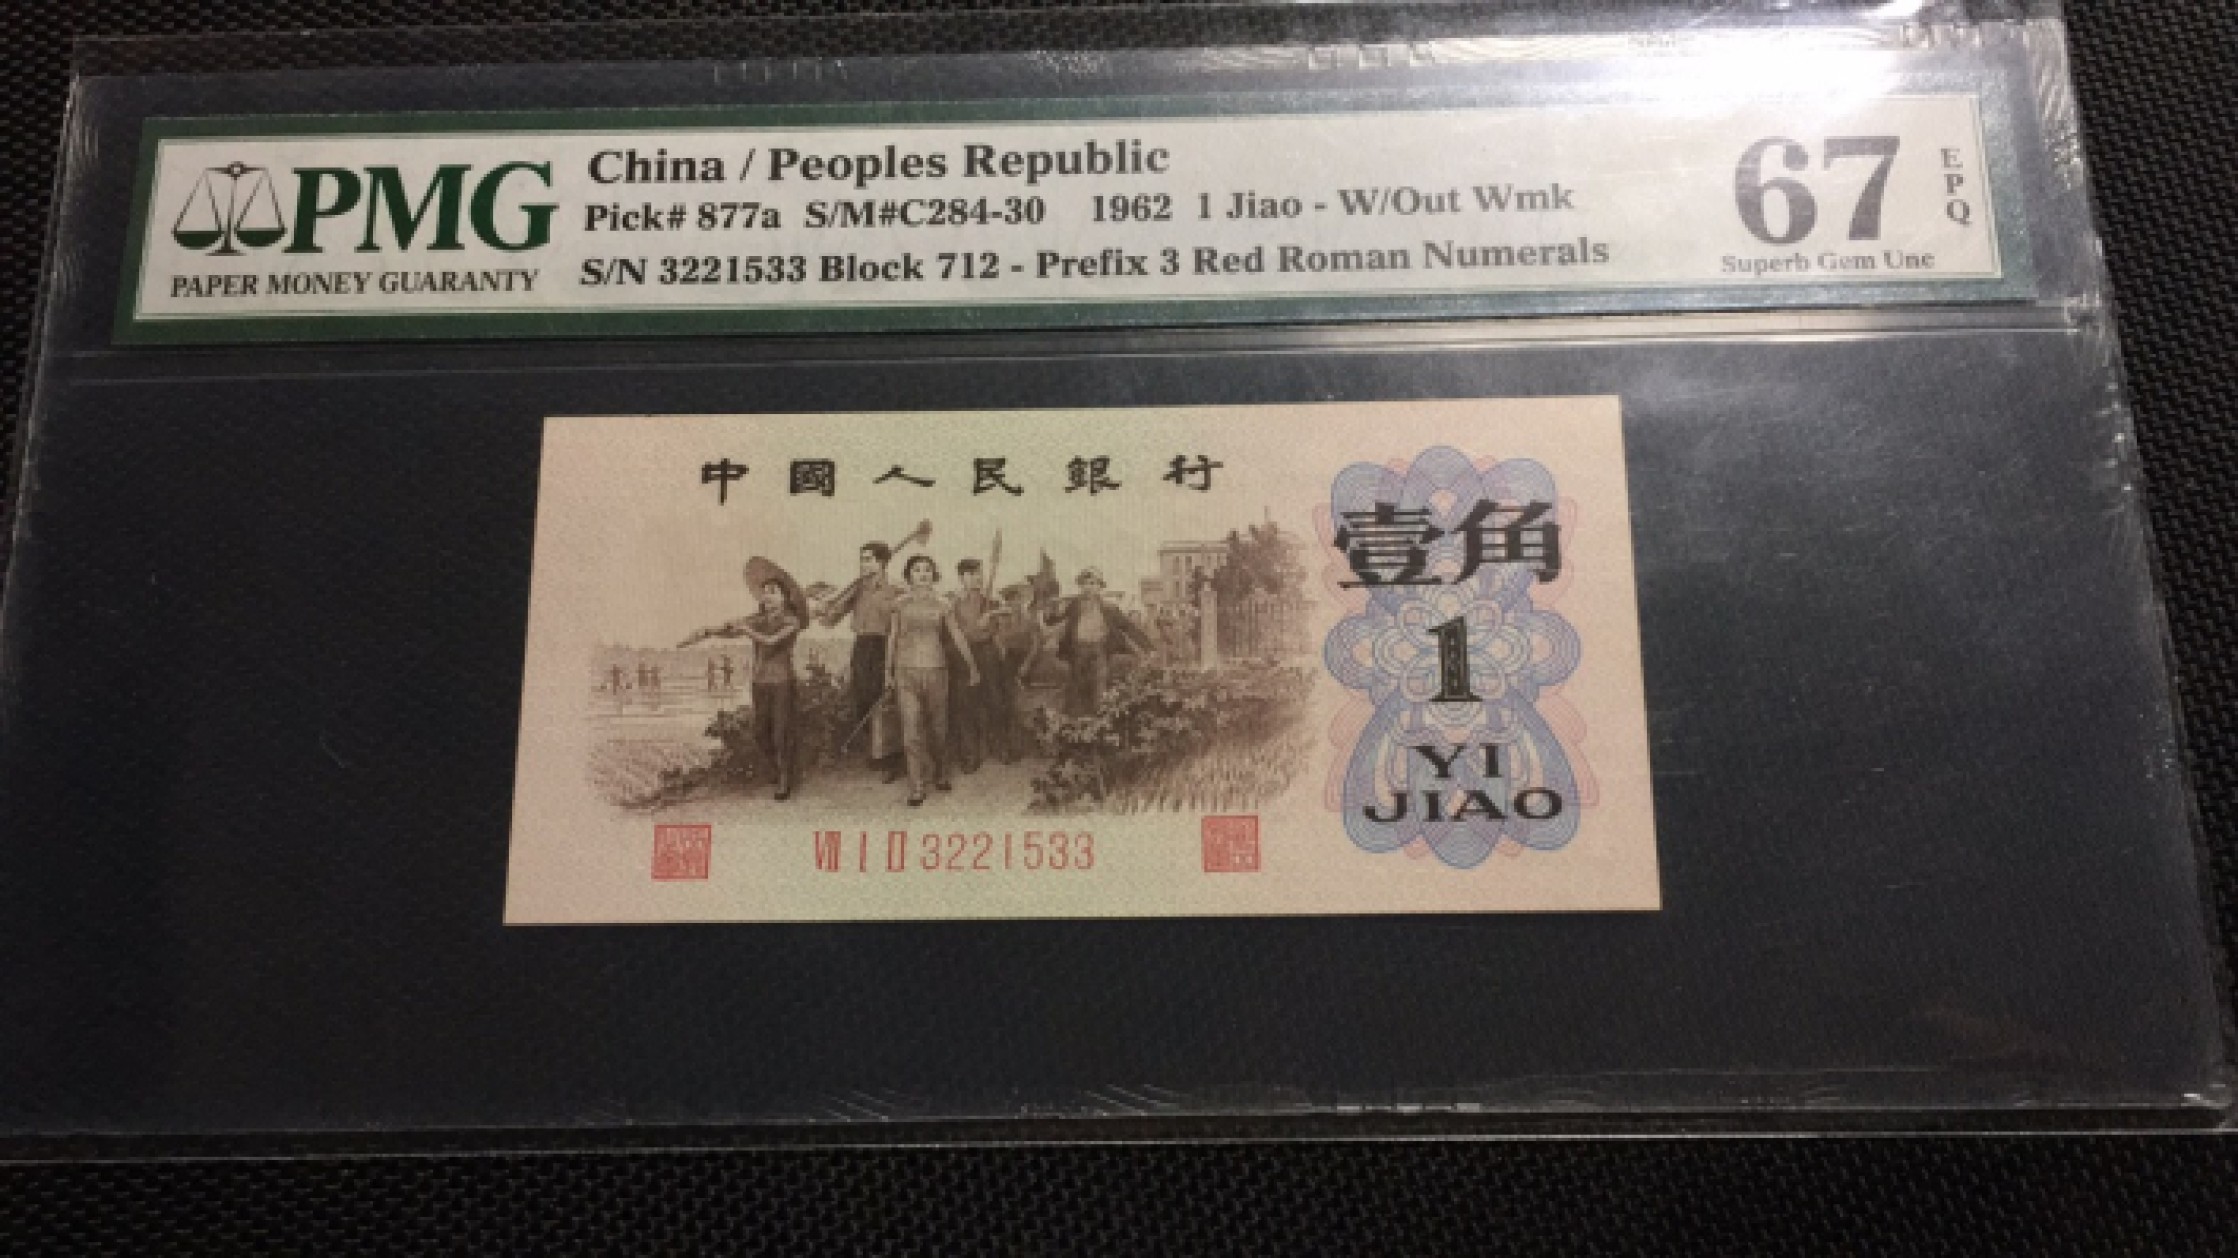 PMG
PAPER MONEY GUARANTY
China / Peoples Republic
Pick# 877a S/M#C284-30 1962 1 Jiao - W/Out Wmk
S/N 3221533 Block 712 - Prefix 3 Red Roman Numerals
67
EPQ
Superb Gem Unc
中國人民銀行
壹角
1
YI
JIAO
Ⅶ Ⅰ Ⅱ 3221533